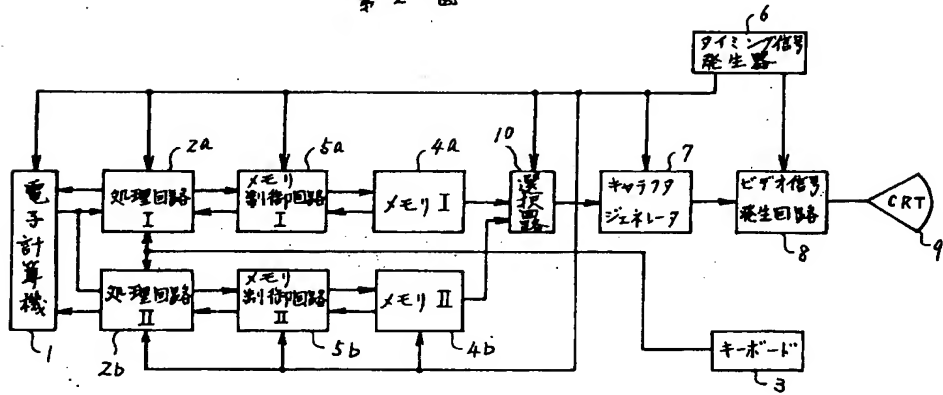 第 2 図
6
タイミング信号
発生路
2a
5a
10
4a
7
電子計算機
処理回路
I
メモリ
制御回路
I
メモリ I
選択回路
キャラクタ
ジェネレータ
ビデオ信号
発生回路
CRT
8
9
処理回路
II
メモリ
制御回路
II
メモリ II
1
2b
5b
4b
キーボード
3